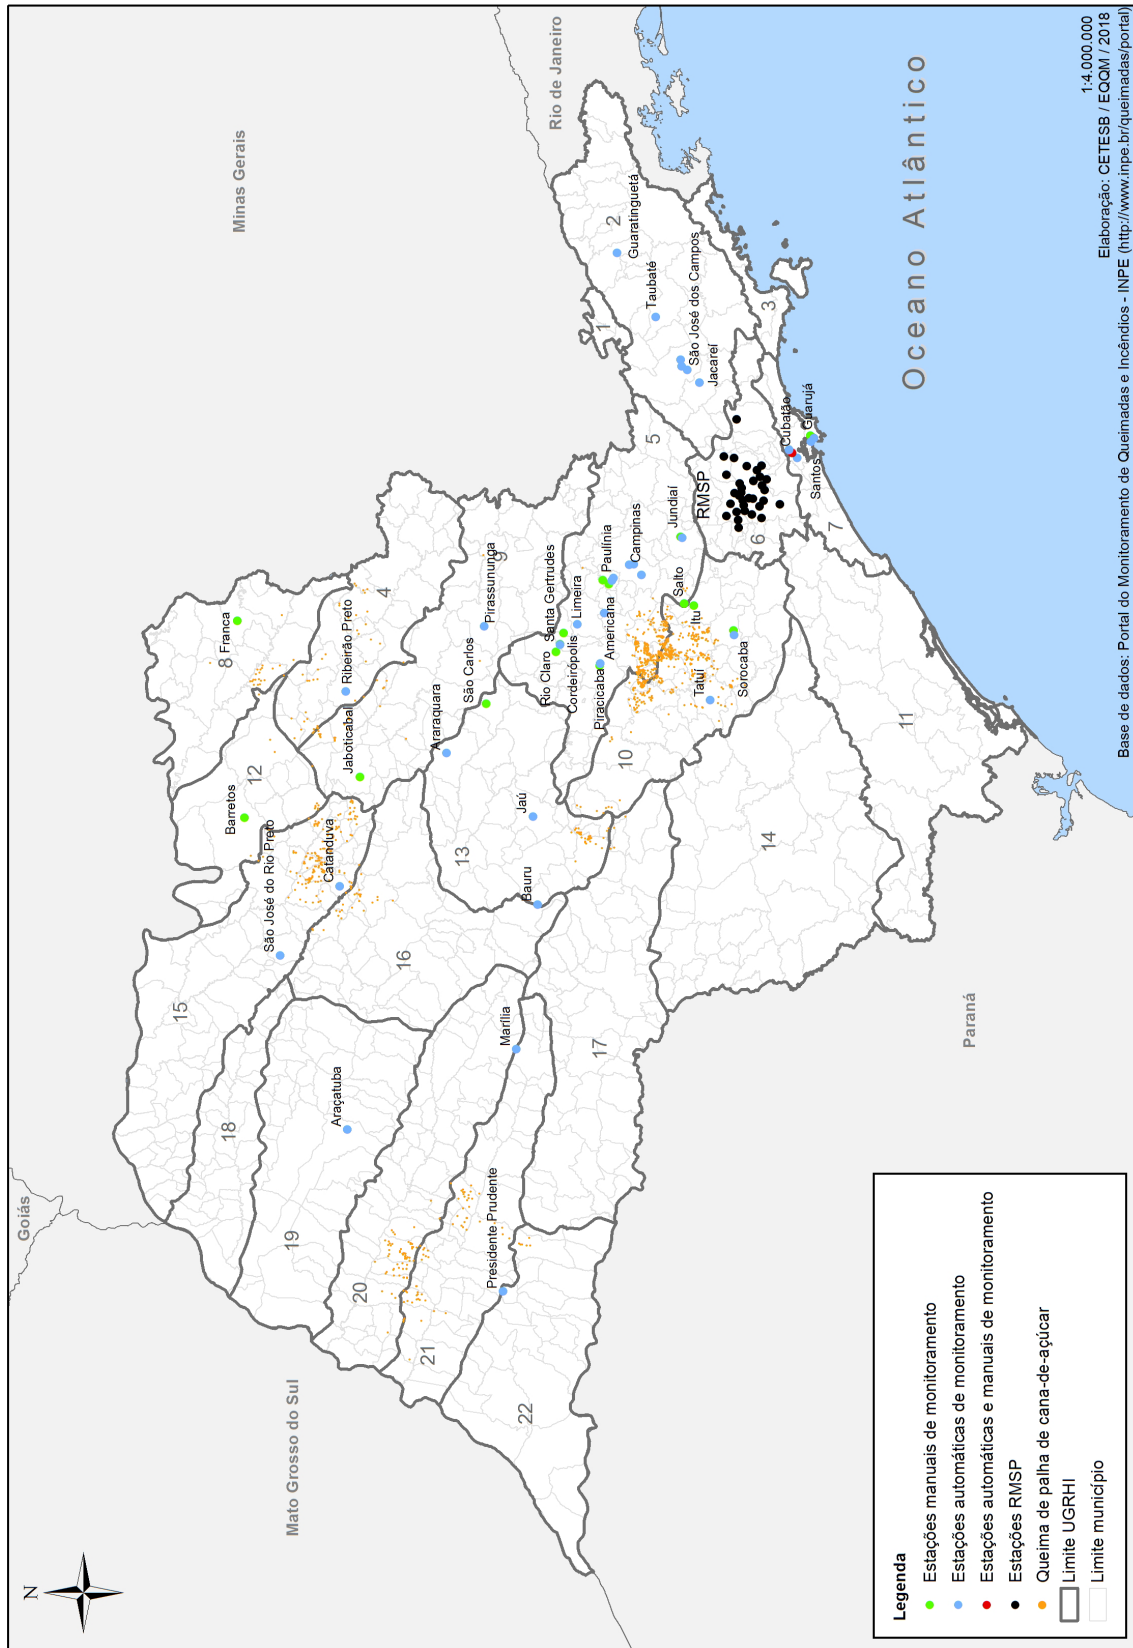 Goiás
Minas Gerais
Mato Grosso do Sul
Rio de Janeiro
Paraná
Oceano Atlântico
N
15
18
19
20
21
22
16
17
12
8
4
9
13
10
5
14
11
6
7
3
2
1
São José do Rio Preto
Catanduva
Barretos
Jaboticabal
Franca
Ribeirão Preto
Araçatuba
Marília
Presidente Prudente
Araraquara
São Carlos
Pirassununga
Jaú
Bauru
Rio Claro
Santa Gertrudes
Cordeirópolis
Limeira
Piracicaba
Americana
Paulínia
Campinas
Jundiaí
Salto
Itu
Tatuí
Sorocaba
RMSP
Cubatão
Guarujá
Santos
Jacareí
São José dos Campos
Taubaté
Guaratinguetá
Legenda
Estações manuais de monitoramento
Estações automáticas de monitoramento
Estações automáticas e manuais de monitoramento
Estações RMSP
Queima de palha de cana-de-açúcar
Limite UGRHI
Limite município
1:4.000.000
Elaboração: CETESB / EQQM / 2018
Base de dados: Portal do Monitoramento de Queimadas e Incêndios - INPE (http://www.inpe.br/queimadas/portal)